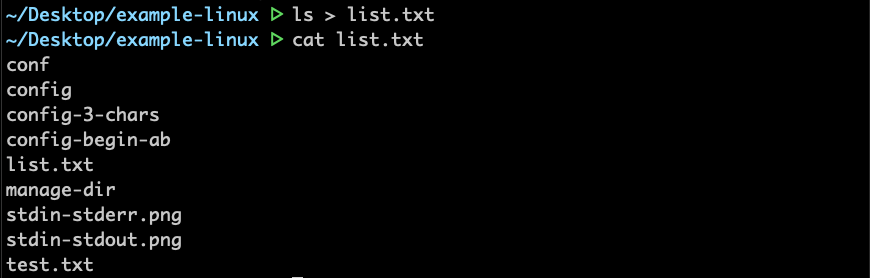 ~/Desktop/example-linux ▷ ls > list.txt
~/Desktop/example-linux ▷ cat list.txt
conf
config
config-3-chars
config-begin-ab
list.txt
manage-dir
stdin-stderr.png
stdin-stdout.png
test.txt